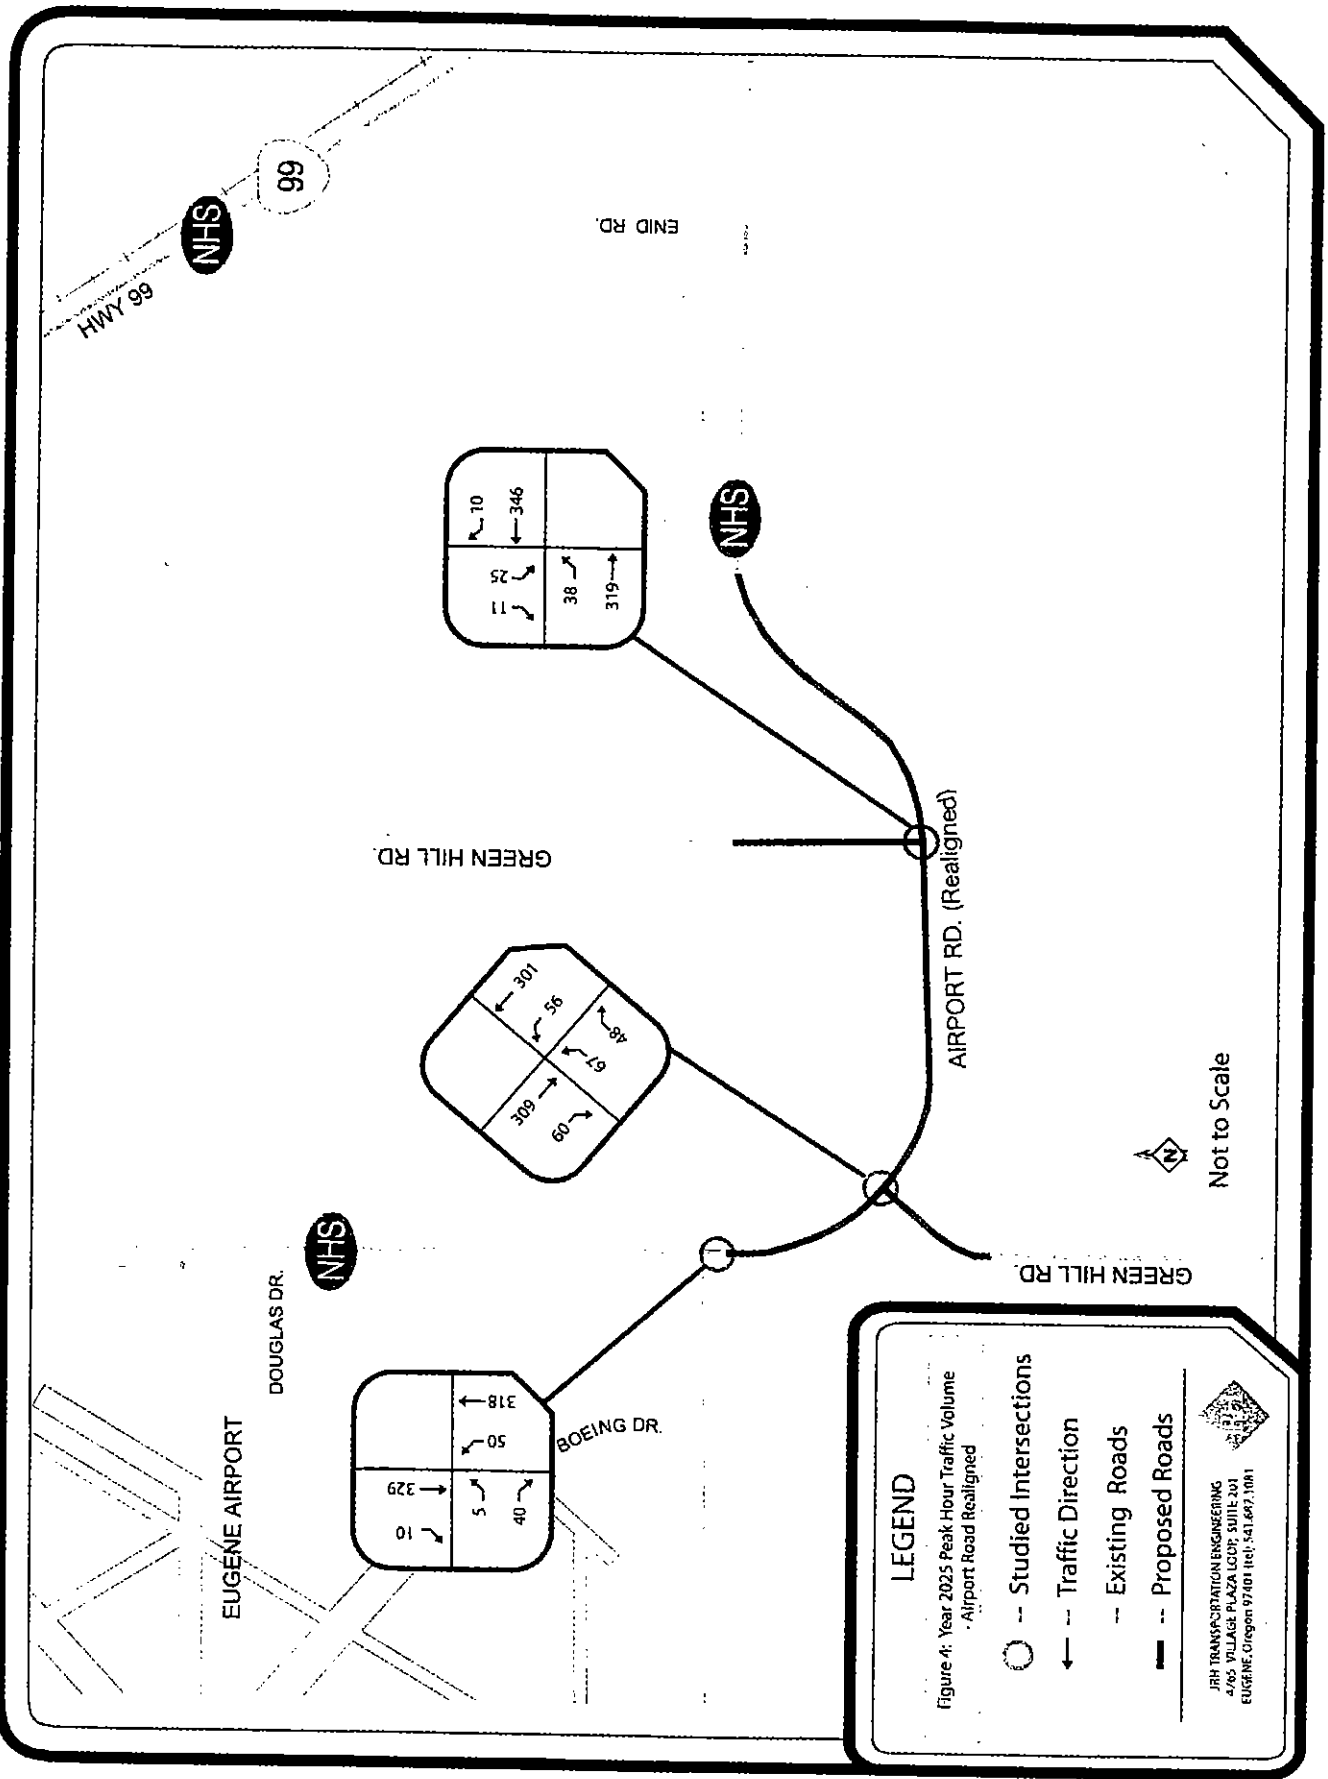 HWY 99
NHS
99
ENID RD.
10
346
25
11
38
319
NHS
GREEN HILL RD.
301
56
309
60
67
48
AIRPORT RD. (Realigned)
NHS
DOUGLAS DR.
EUGENE AIRPORT
329
10
50
318
5
40
BOEING DR.
GREEN HILL RD.
N
Not to Scale
LEGEND
Figure 4: Year 2025 Peak Hour Traffic Volume
- Airport Road Realigned
-- Studied Intersections
-- Traffic Direction
-- Existing Roads
-- Proposed Roads
JRH TRANSPORTATION ENGINEERING
4765 VILLAGE PLAZA LOOP, SUITE 201
EUGENE, Oregon 97401 (tel): 541.687.1081